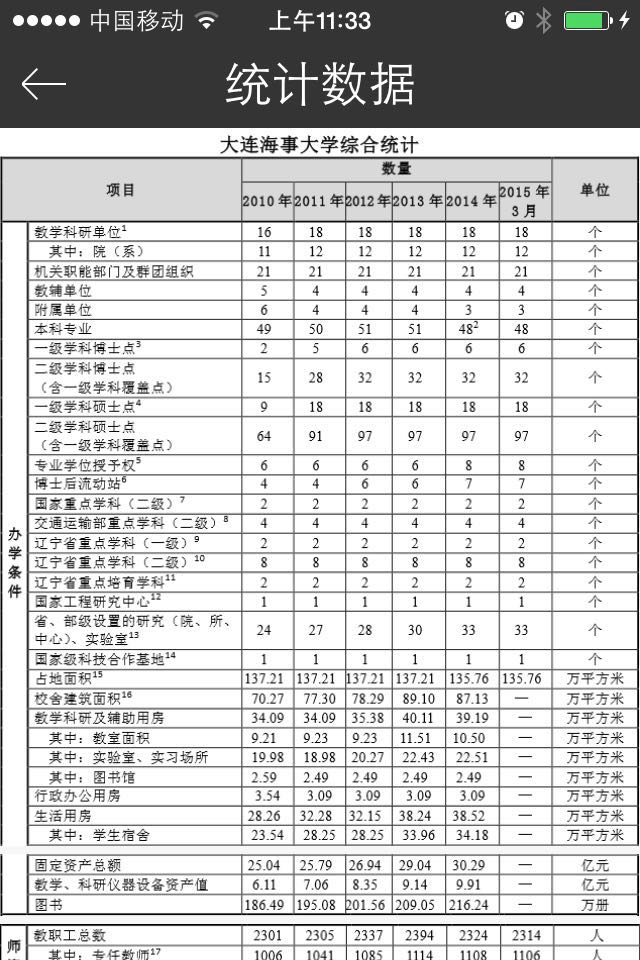 中国移动 上午11:33
统计数据
大连海事大学综合统计
项目 数量 单位
2010年 2011年 2012年 2013年 2014年 2015年3月
办学条件
教学科研单位1 16 18 18 18 18 18 个
其中：院（系） 11 12 12 12 12 12 个
机关职能部门及群团组织 21 21 21 21 21 21 个
教辅单位 5 4 4 4 4 4 个
附属单位 6 4 4 4 3 3 个
本科专业 49 50 51 51 482 48 个
一级学科博士点3 2 5 6 6 6 6 个
二级学科博士点
（含一级学科覆盖点） 15 28 32 32 32 32 个
一级学科硕士点4 9 18 18 18 18 18 个
二级学科硕士点
（含一级学科覆盖点） 64 91 97 97 97 97 个
专业学位授予权5 6 6 6 6 8 8 个
博士后流动站6 4 4 6 6 7 7 个
国家重点学科（二级）7 2 2 2 2 2 2 个
交通运输部重点学科（二级）8 4 4 4 4 4 4 个
辽宁省重点学科（一级）9 2 2 2 2 2 2 个
辽宁省重点学科（二级）10 8 8 8 8 8 8 个
辽宁省重点培育学科11 2 2 2 2 2 2 个
国家工程研究中心12 1 1 1 1 1 1 个
省、部级设置的研究（院、所、
中心）、实验室13 24 27 28 30 33 33 个
国家级科技合作基地14 1 1 1 1 1 1 个
占地面积15 137.21 137.21 137.21 137.21 135.76 135.76 万平方米
校舍建筑面积16 70.27 77.30 78.29 89.10 87.13 — 万平方米
教学科研及辅助用房 34.09 34.09 35.38 40.11 39.19 — 万平方米
其中：教室面积 9.21 9.23 9.23 11.51 10.50 — 万平方米
其中：实验室、实习场所 19.98 18.98 20.27 22.43 22.51 — 万平方米
其中：图书馆 2.59 2.49 2.49 2.49 2.49 — 万平方米
行政办公用房 3.54 3.09 3.09 3.09 3.09 — 万平方米
生活用房 28.26 32.28 32.15 38.24 38.52 — 万平方米
其中：学生宿舍 23.54 28.25 28.25 33.96 34.18 — 万平方米
固定资产总额 25.04 25.79 26.94 29.04 30.29 — 亿元
教学、科研仪器设备资产值 6.11 7.06 8.35 9.14 9.91 — 亿元
图书 186.49 195.08 201.56 209.05 216.24 — 万册
师
教职工总数 2301 2305 2337 2394 2324 2314 人
其中：专任教师17 1006 1041 1085 1114 1108 1106 人